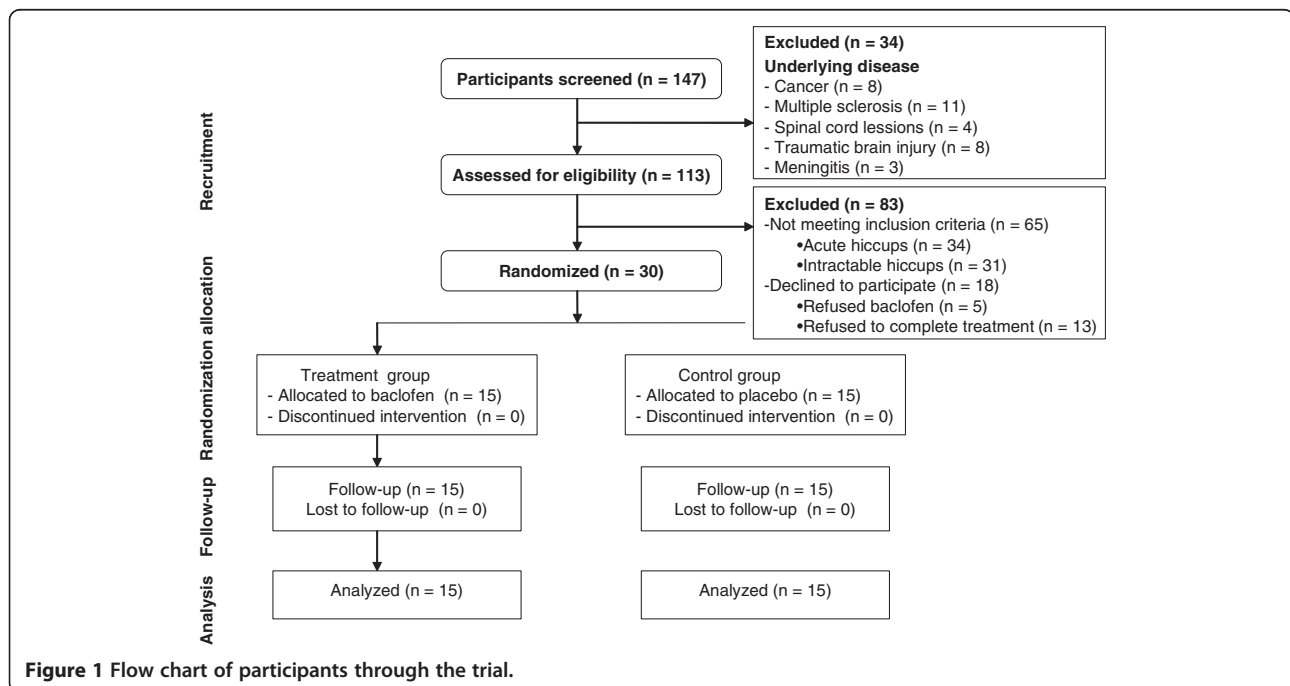 Participants screened (n = 147)
Excluded (n = 34)
Underlying disease
- Cancer (n = 8)
- Multiple sclerosis (n = 11)
- Spinal cord lessions (n = 4)
- Traumatic brain injury (n = 8)
- Meningitis (n = 3)
Recruitment
Assessed for eligibility (n = 113)
Excluded (n = 83)
-Not meeting inclusion criteria (n = 65)
•Acute hiccups (n = 34)
•Intractable hiccups (n = 31)
-Declined to participate (n = 18)
•Refused baclofen (n = 5)
•Refused to complete treatment (n = 13)
Randomized (n = 30)
Randomization allocation
Treatment group
- Allocated to baclofen (n = 15)
- Discontinued intervention (n = 0)
Control group
- Allocated to placebo (n = 15)
- Discontinued intervention (n = 0)
Follow-up
Follow-up (n = 15)
Lost to follow-up (n = 0)
Follow-up (n = 15)
Lost to follow-up (n = 0)
Analysis
Analyzed (n = 15)
Analyzed (n = 15)
Figure 1 Flow chart of participants through the trial.